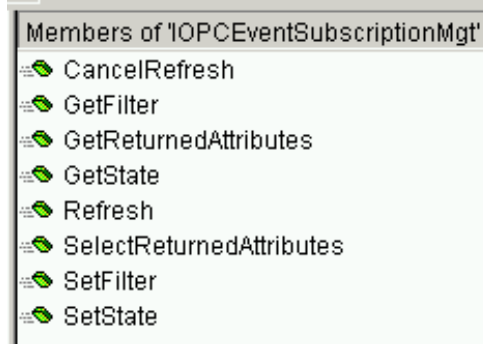 Members of 'IOPCEventSubscriptionMgt'
CancelRefresh
GetFilter
GetReturnedAttributes
GetState
Refresh
SelectReturnedAttributes
SetFilter
SetState